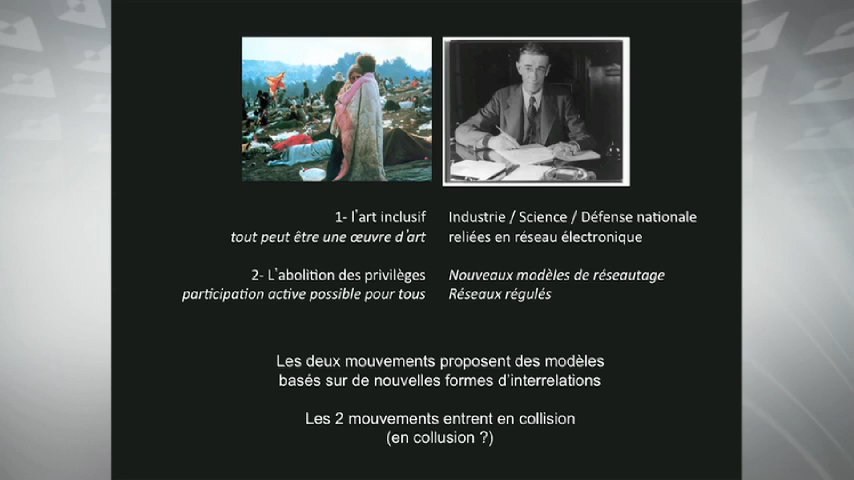 1- l'art inclusif
tout peut être une œuvre d'art
2- L'abolition des privilèges
participation active possible pour tous
Industrie / Science / Défense nationale
reliées en réseau électronique
Nouveaux modèles de réseautage
Réseaux régulés
Les deux mouvements proposent des modèles
basés sur de nouvelles formes d'interrelations
Les 2 mouvements entrent en collision
(en collusion ?)